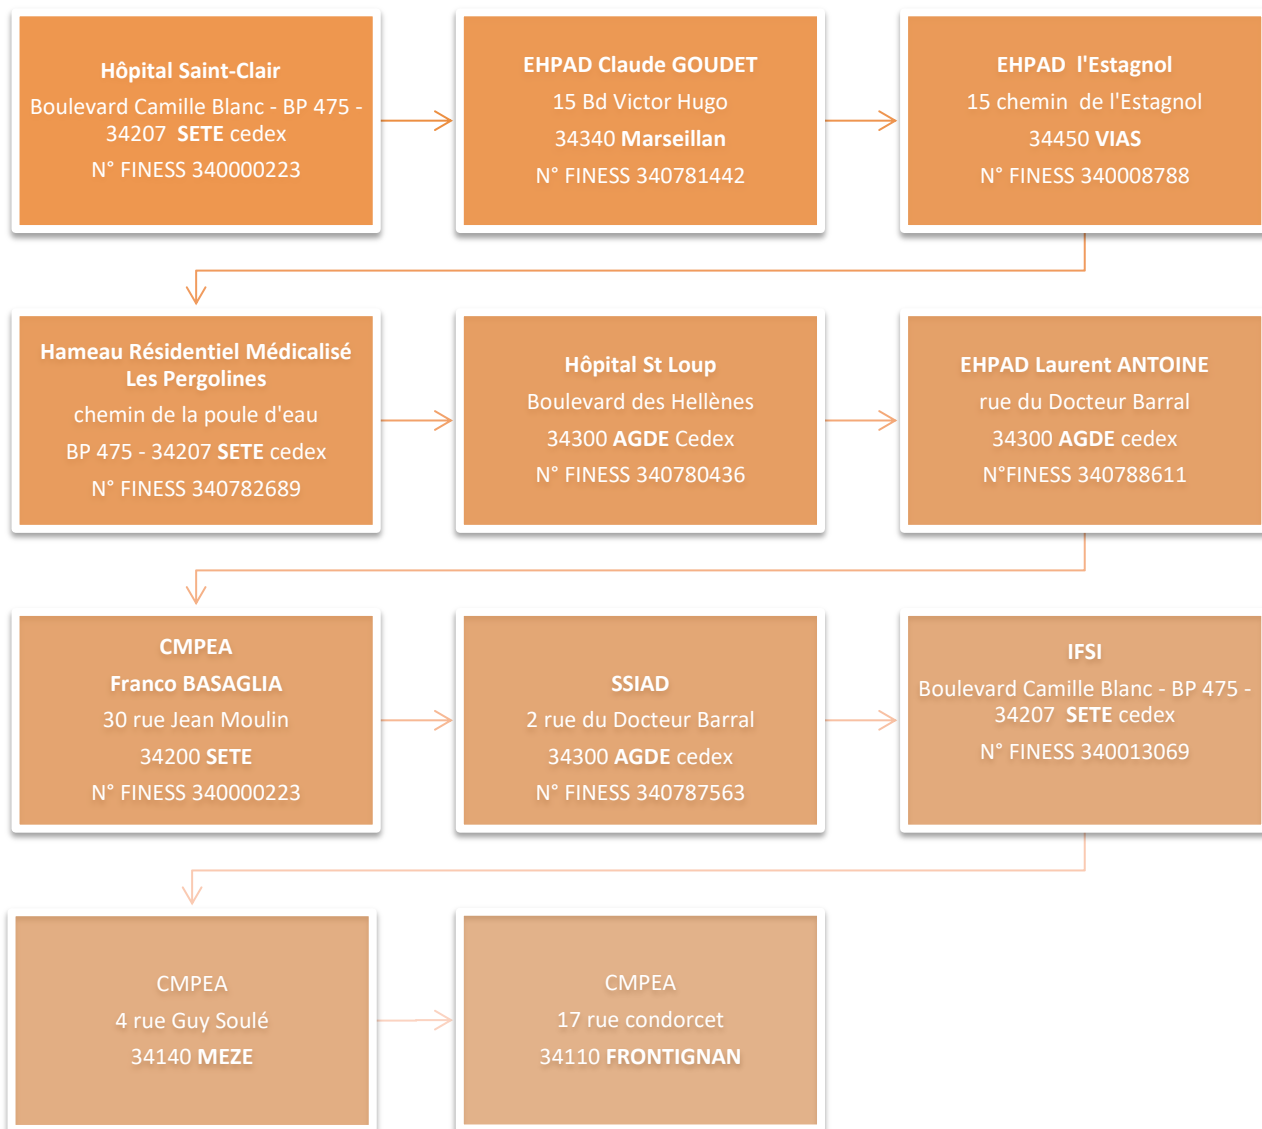 Hôpital Saint-Clair
Boulevard Camille Blanc - BP 475 -
34207 SETE cedex
N° FINESS 340000223
EHPAD Claude GOUDET
15 Bd Victor Hugo
34340 Marseillan
N° FINESS 340781442
EHPAD l'Estagnol
15 chemin de l'Estagnol
34450 VIAS
N° FINESS 340008788
Hameau Résidentiel Médicalisé
Les Pergolines
chemin de la poule d'eau
BP 475 - 34207 SETE cedex
N° FINESS 340782689
Hôpital St Loup
Boulevard des Hellènes
34300 AGDE Cedex
N° FINESS 340780436
EHPAD Laurent ANTOINE
rue du Docteur Barral
34300 AGDE cedex
N°FINESS 340788611
CMPEA
Franco BASAGLIA
30 rue Jean Moulin
34200 SETE
N° FINESS 340000223
SSIAD
2 rue du Docteur Barral
34300 AGDE cedex
N° FINESS 340787563
IFSI
Boulevard Camille Blanc - BP 475 -
34207 SETE cedex
N° FINESS 340013069
CMPEA
4 rue Guy Soulé
34140 MEZE
CMPEA
17 rue condorcet
34110 FRONTIGNAN